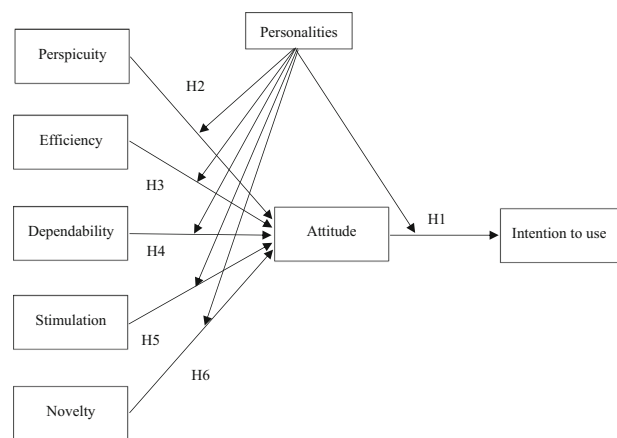 Personalities
Perspicuity
H2
Efficiency
H3
Dependability
H4
Attitude
H1
Intention to use
Stimulation
H5
H6
Novelty